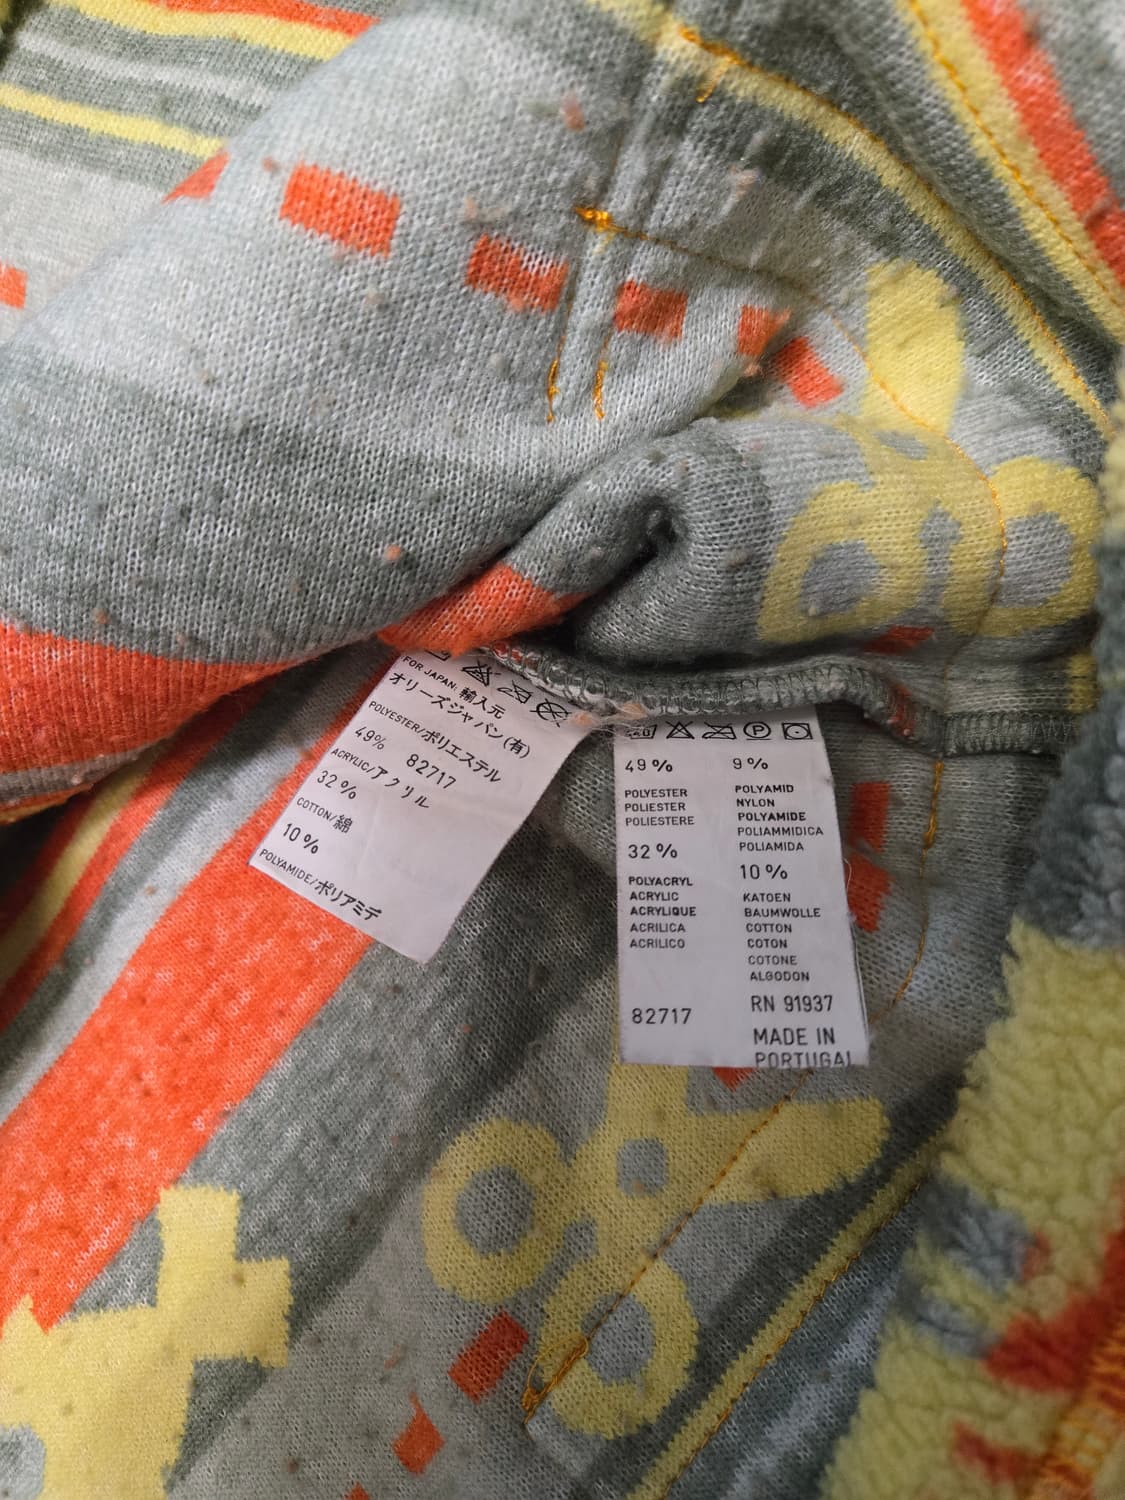 FOR JAPAN: 輸入元
オリーズジャパン(有)
POLYESTER/ポリエステル
49% 82717
ACRYLIC/アクリル
32%
COTTON/綿
10%
POLYAMIDE/ポリアミデ
49% 9%
POLYESTER
POLIESTER
POLIESTERE
32%
POLYACRYL
ACRYLIC
ACRYLIQUE
ACRILICA
ACRILICO
82717
POLYAMID
NYLON
POLYAMIDE
POLIAMMIDICA
POLIAMIDA
10%
KATOEN
BAUMWOLLE
COTTON
COTON
COTONE
ALGODON
RN 91937
MADE IN
PORTUGAL